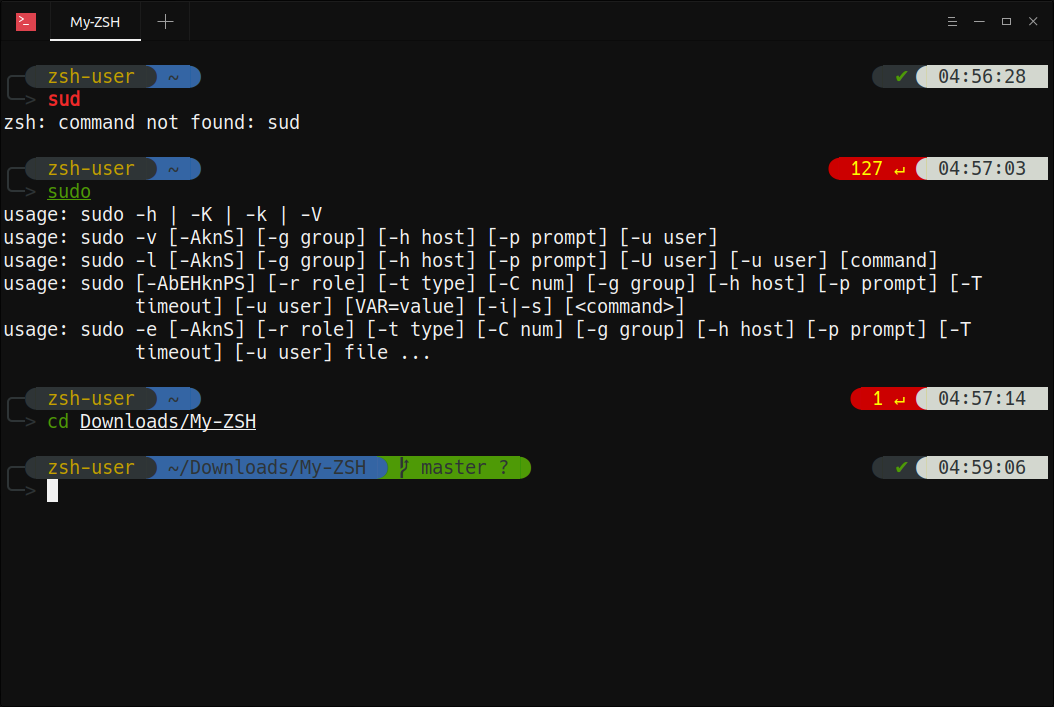 My-ZSH
zsh-user ~ ✔ 04:56:28
> sud
zsh: command not found: sud
zsh-user ~ 127 ↵ 04:57:03
> sudo
usage: sudo -h | -K | -k | -V
usage: sudo -v [-AknS] [-g group] [-h host] [-p prompt] [-u user]
usage: sudo -l [-AknS] [-g group] [-h host] [-p prompt] [-U user] [-u user] [command]
usage: sudo [-AbEHknPS] [-r role] [-t type] [-C num] [-g group] [-h host] [-p prompt] [-T
timeout] [-u user] [VAR=value] [-i|-s] [<command>]
usage: sudo -e [-AknS] [-r role] [-t type] [-C num] [-g group] [-h host] [-p prompt] [-T
timeout] [-u user] file ...
zsh-user ~ 1 ↵ 04:57:14
> cd Downloads/My-ZSH
zsh-user ~/Downloads/My-ZSH master ? ✔ 04:59:06
>